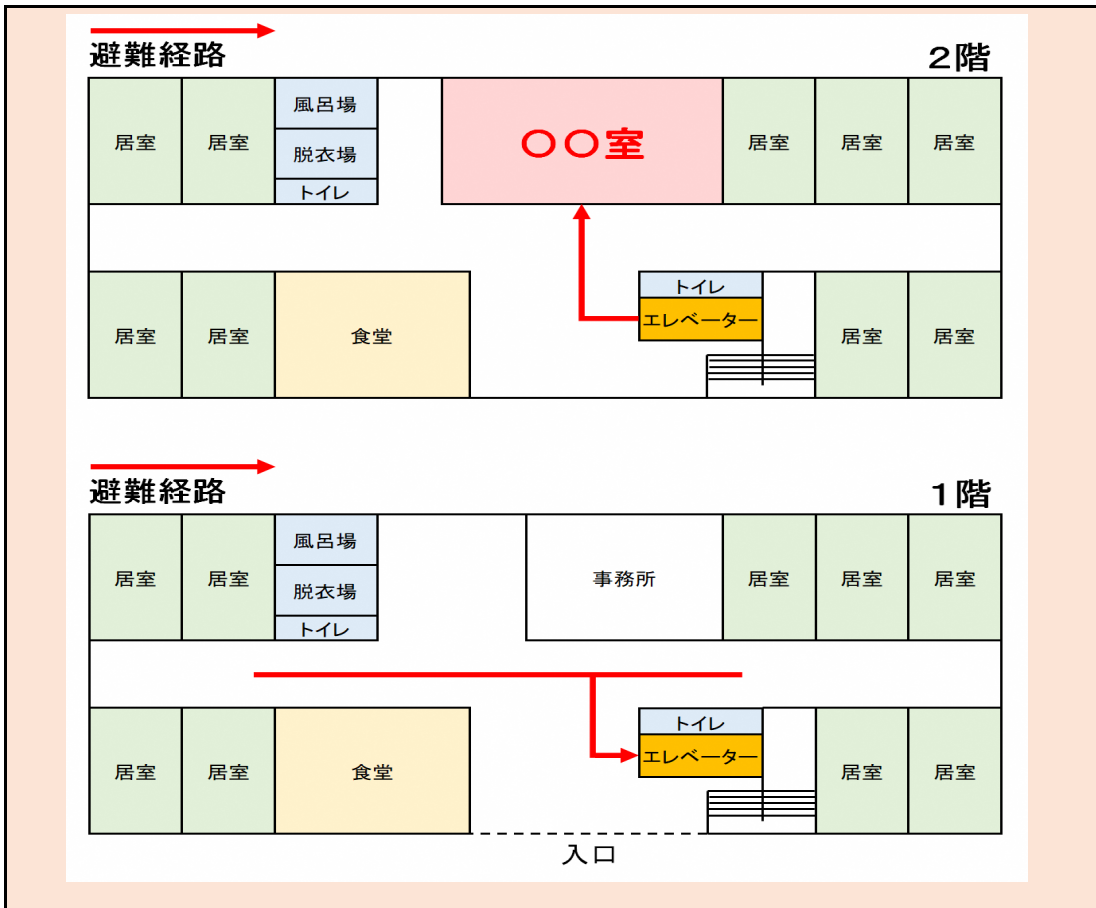 避難経路
2階
居室
居室
風呂場
脱衣場
トイレ
〇〇室
居室
居室
居室
居室
居室
食堂
トイレ
エレベーター
居室
居室
避難経路
1階
居室
居室
風呂場
脱衣場
トイレ
事務所
居室
居室
居室
居室
居室
食堂
トイレ
エレベーター
居室
居室
入口